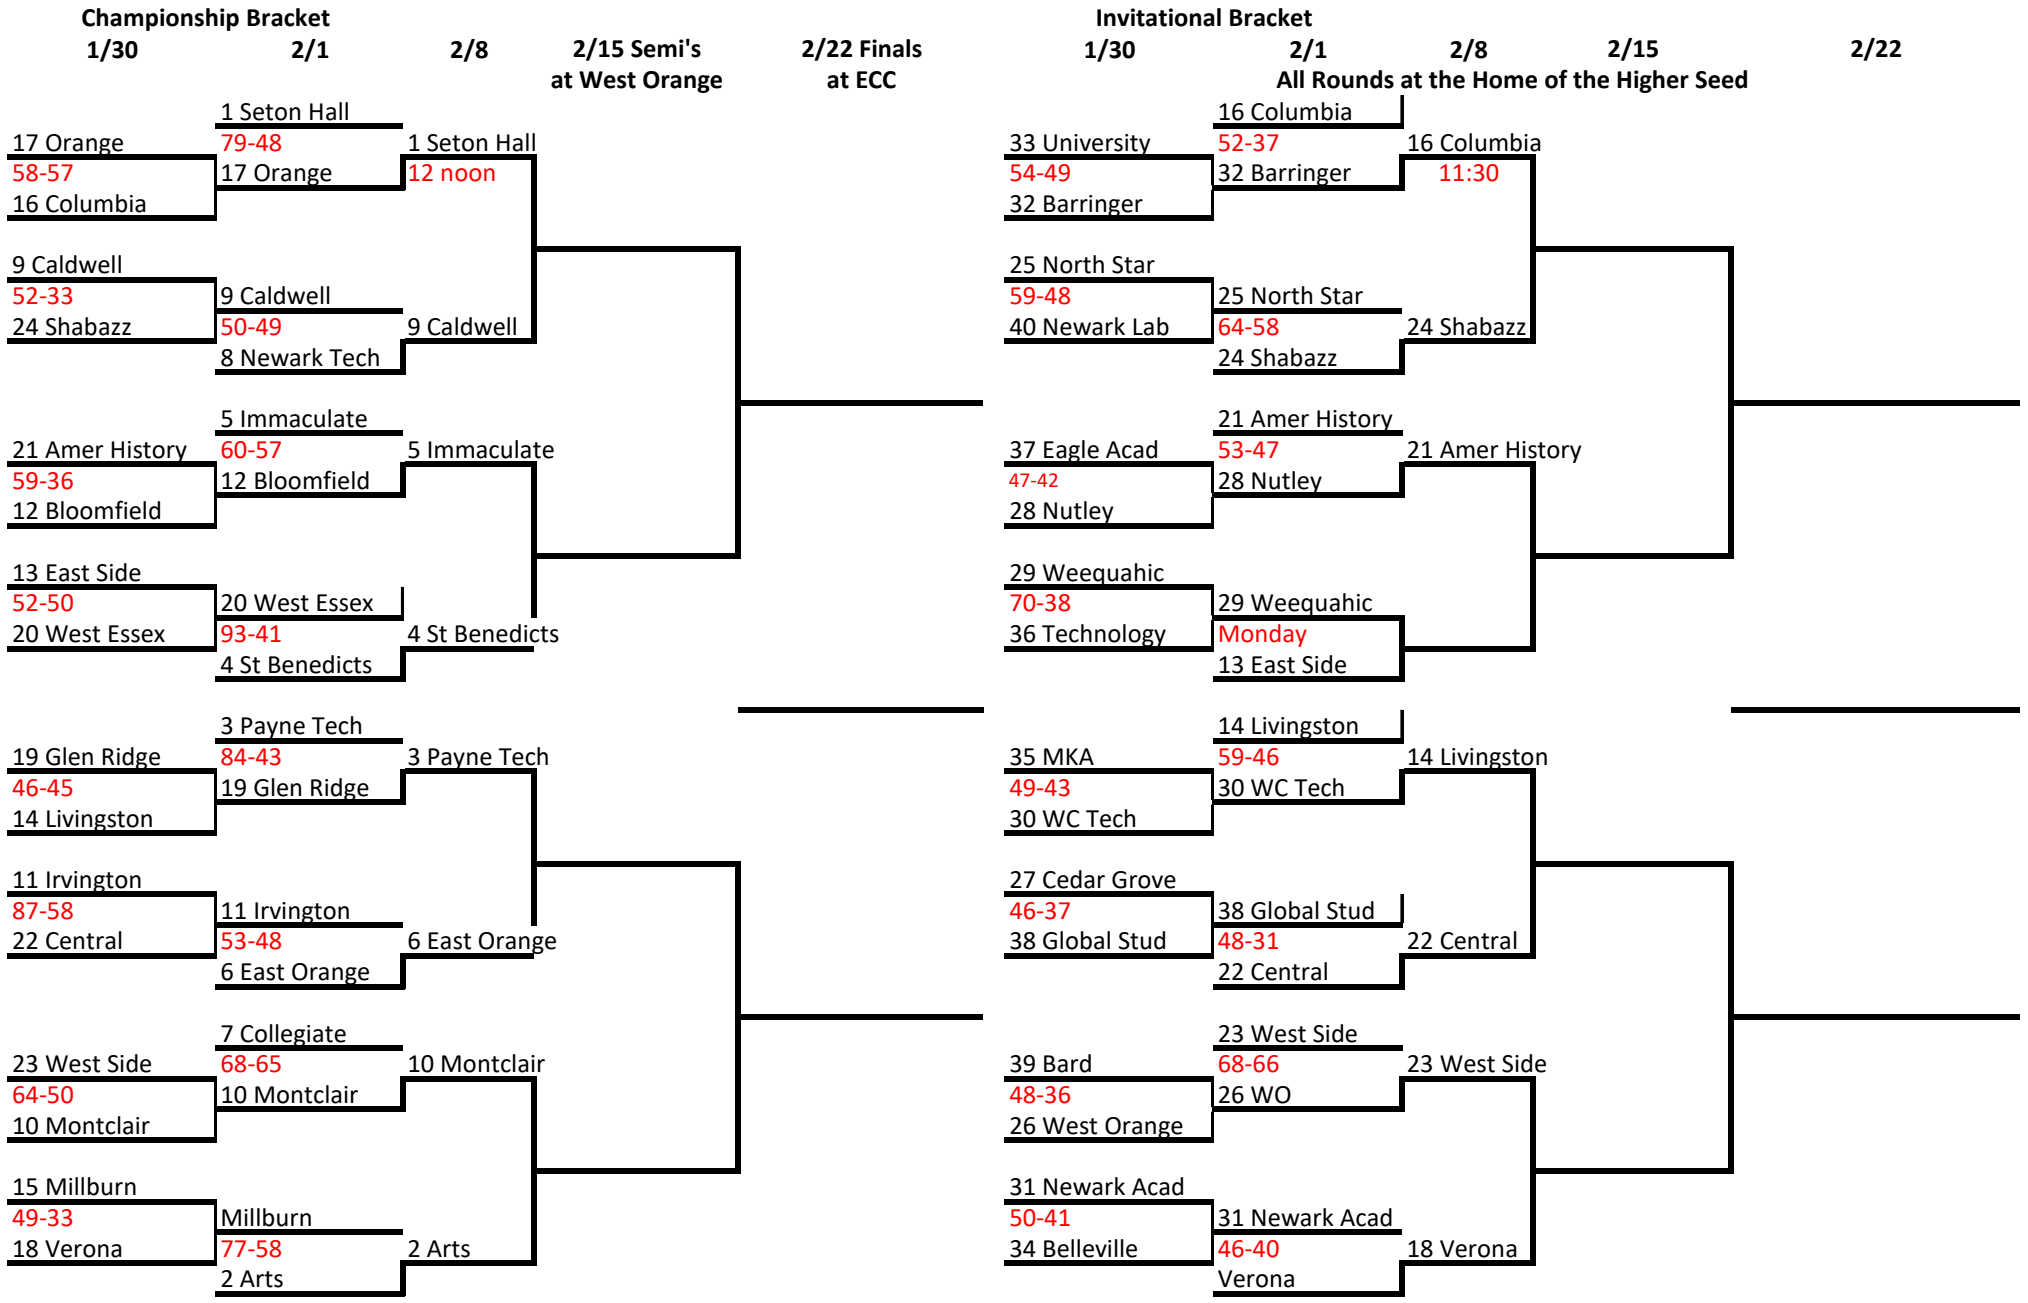 Championship Bracket
1/30 2/1 2/8 2/15 Semi's 2/22 Finals
at West Orange at ECC
1 Seton Hall
17 Orange 79-48 1 Seton Hall
58-57 17 Orange 12 noon
16 Columbia
9 Caldwell
52-33 9 Caldwell
24 Shabazz 50-49 9 Caldwell
8 Newark Tech
5 Immaculate
21 Amer History 60-57 5 Immaculate
59-36 12 Bloomfield
12 Bloomfield
13 East Side
52-50 20 West Essex
20 West Essex 93-41 4 St Benedicts
4 St Benedicts
3 Payne Tech
19 Glen Ridge 84-43 3 Payne Tech
46-45 19 Glen Ridge
14 Livingston
11 Irvington
87-58 11 Irvington
22 Central 53-48 6 East Orange
6 East Orange
7 Collegiate
23 West Side 68-65 10 Montclair
64-50 10 Montclair
10 Montclair
15 Millburn
49-33 Millburn
18 Verona 77-58 2 Arts
2 Arts
Invitational Bracket
1/30 2/1 2/8 2/15 2/22
All Rounds at the Home of the Higher Seed
16 Columbia
33 University 52-37 16 Columbia
54-49 32 Barringer 11:30
32 Barringer
25 North Star
59-48 25 North Star
40 Newark Lab 64-58 24 Shabazz
24 Shabazz
21 Amer History
37 Eagle Acad 53-47 21 Amer History
47-42 28 Nutley
28 Nutley
29 Weequahic
70-38 29 Weequahic
36 Technology Monday
13 East Side
14 Livingston
35 MKA 59-46 14 Livingston
49-43 30 WC Tech
30 WC Tech
27 Cedar Grove
46-37 38 Global Stud
38 Global Stud 48-31 22 Central
22 Central
23 West Side
39 Bard 68-66 23 West Side
48-36 26 WO
26 West Orange
31 Newark Acad
50-41 31 Newark Acad
34 Belleville 46-40 18 Verona
Verona